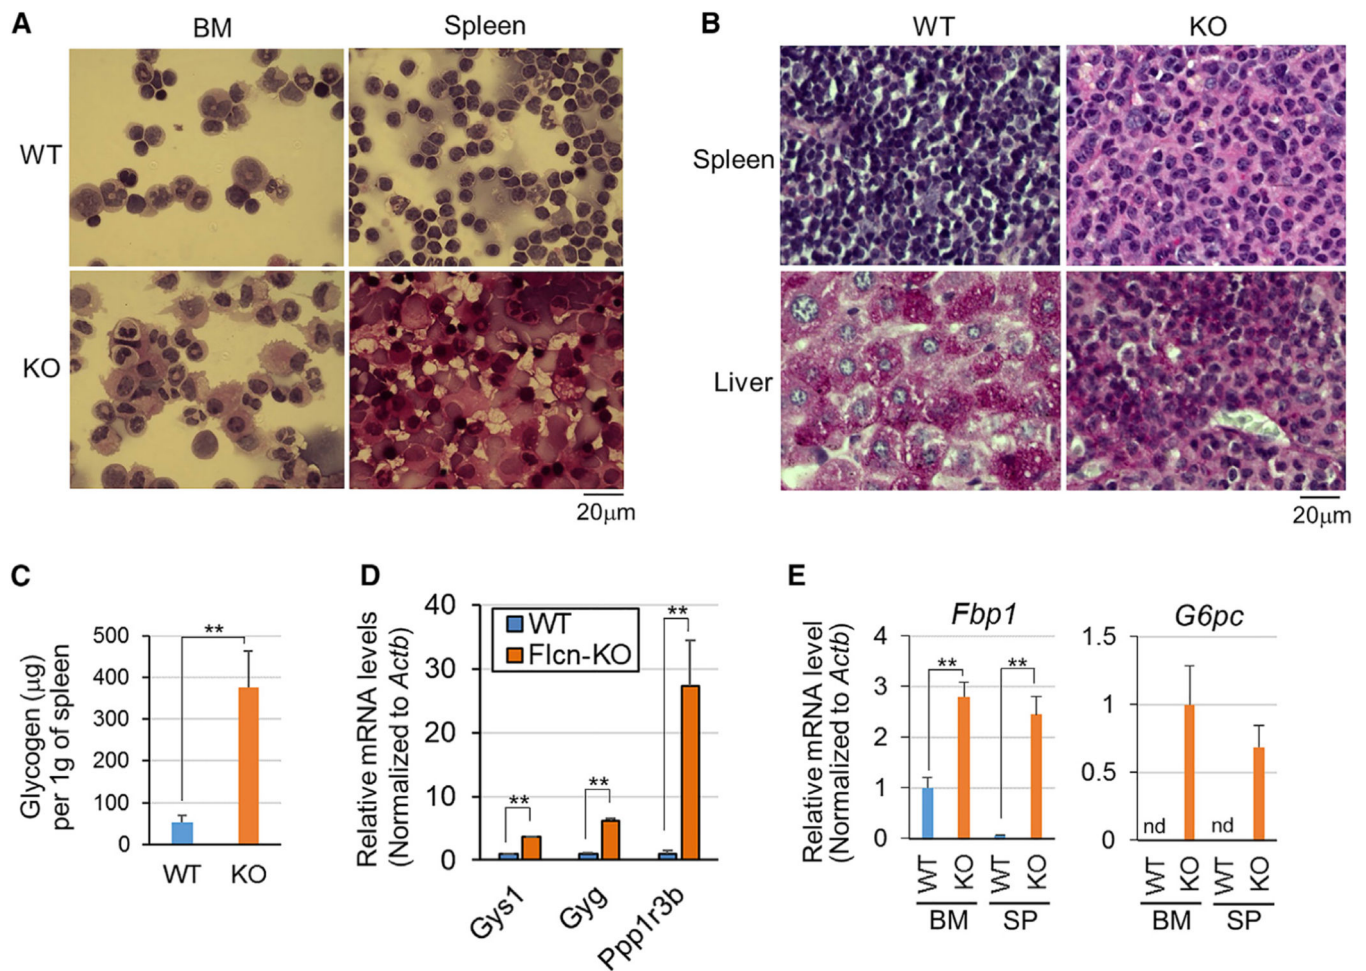 A
BM
Spleen
WT
KO
20μm
B
WT
KO
Spleen
Liver
20μm
C
Glycogen (μg)
per 1g of spleen
500
400
300
200
100
0
**
WT
KO
D
Relative mRNA levels
(Normalized to Actb)
40
30
20
10
0
WT
Flcn-KO
**
**
**
Gys1
Gyg
Ppp1r3b
E
Fbp1
Relative mRNA level
(Normalized to Actb)
4
3
2
1
0
**
**
WT
KO
WT
KO
BM
SP
G6pc
1.5
1
0.5
0
nd
nd
WT
KO
WT
KO
BM
SP